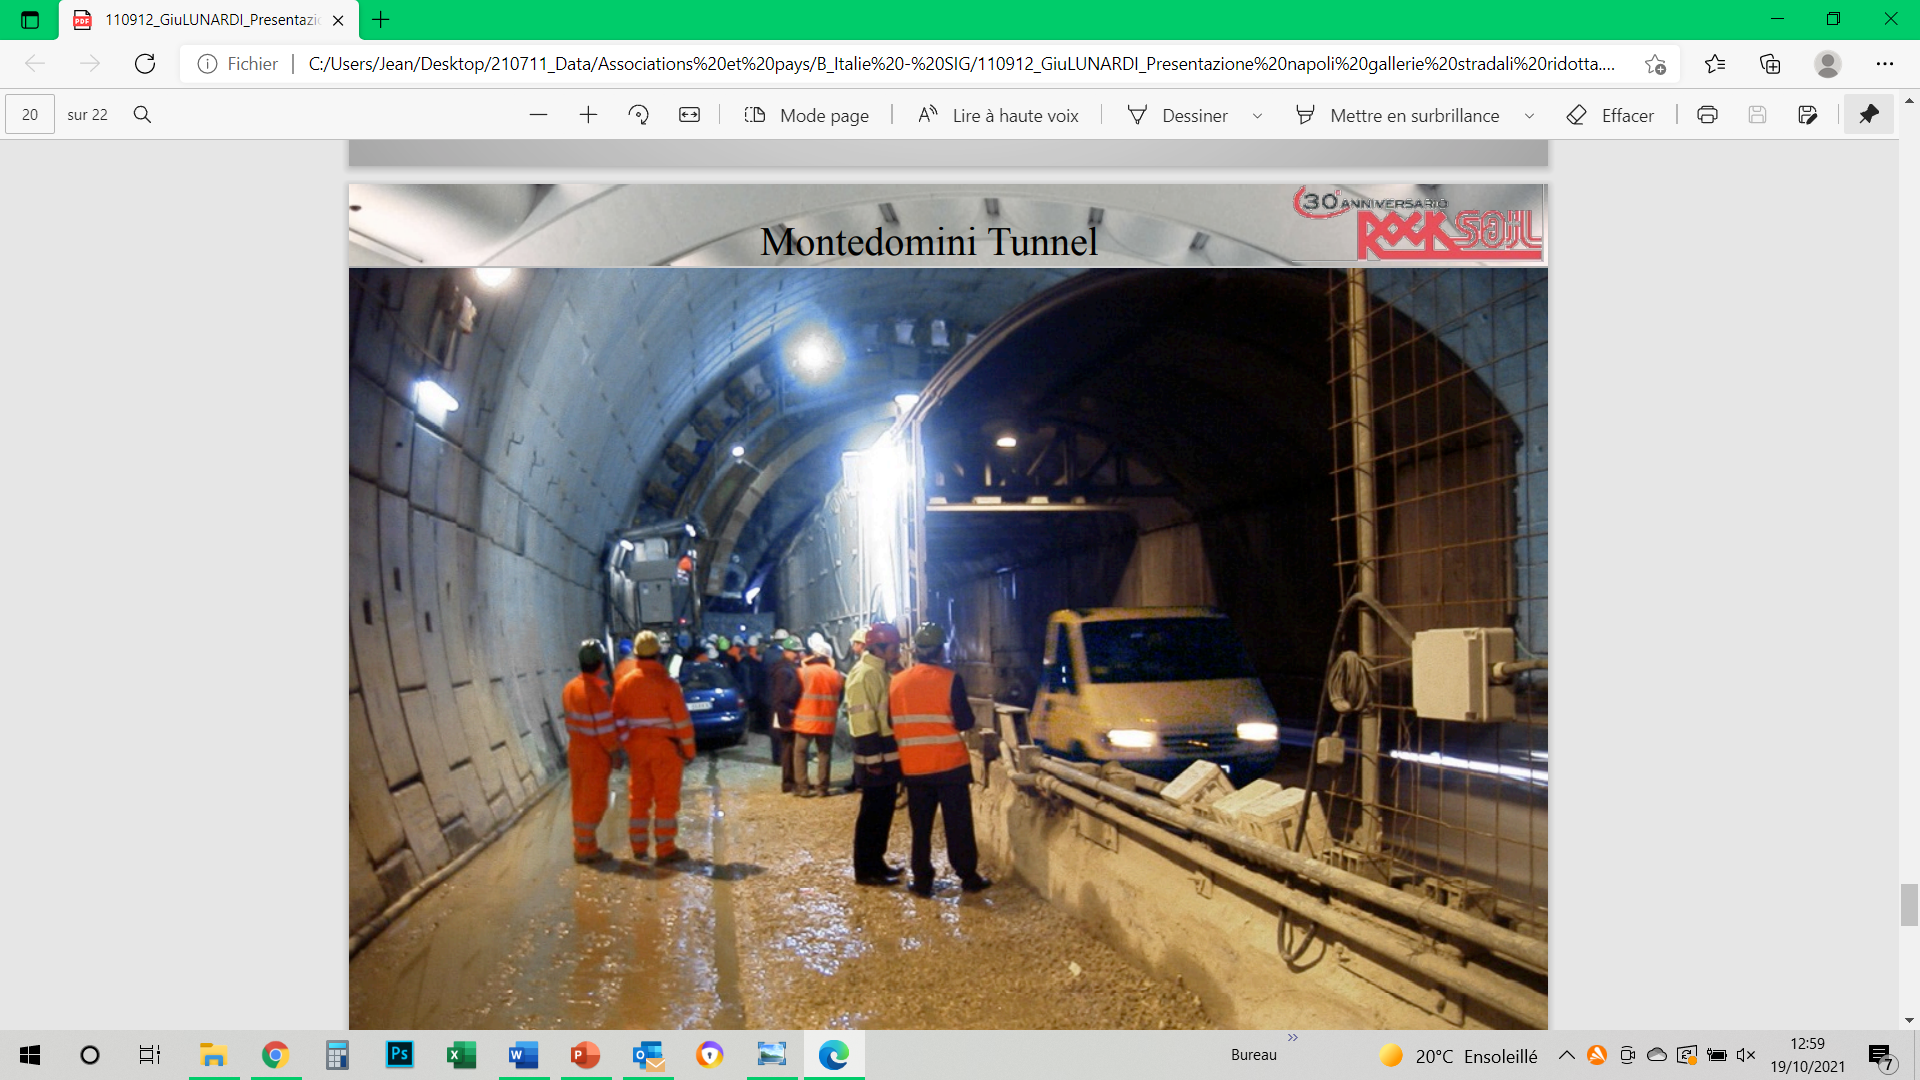 110912_GiuLUNARDI_Presentazio
Fichier
C:/Users/Jean/Desktop/210711_Data/Associations%20et%20pays/B_Italie%20-%20SIG/110912_GiuLUNARDI_Presentazione%20napoli%20gallerie%20stradali%20ridotta....
20 sur 22
Mode page
Lire à haute voix
Dessiner
Mettre en surbrillance
Effacer
30° ANNIVERSARIO
ROCKSOIL
Montedomini Tunnel
Bureau
20°C Ensoleillé
12:59
19/10/2021
7